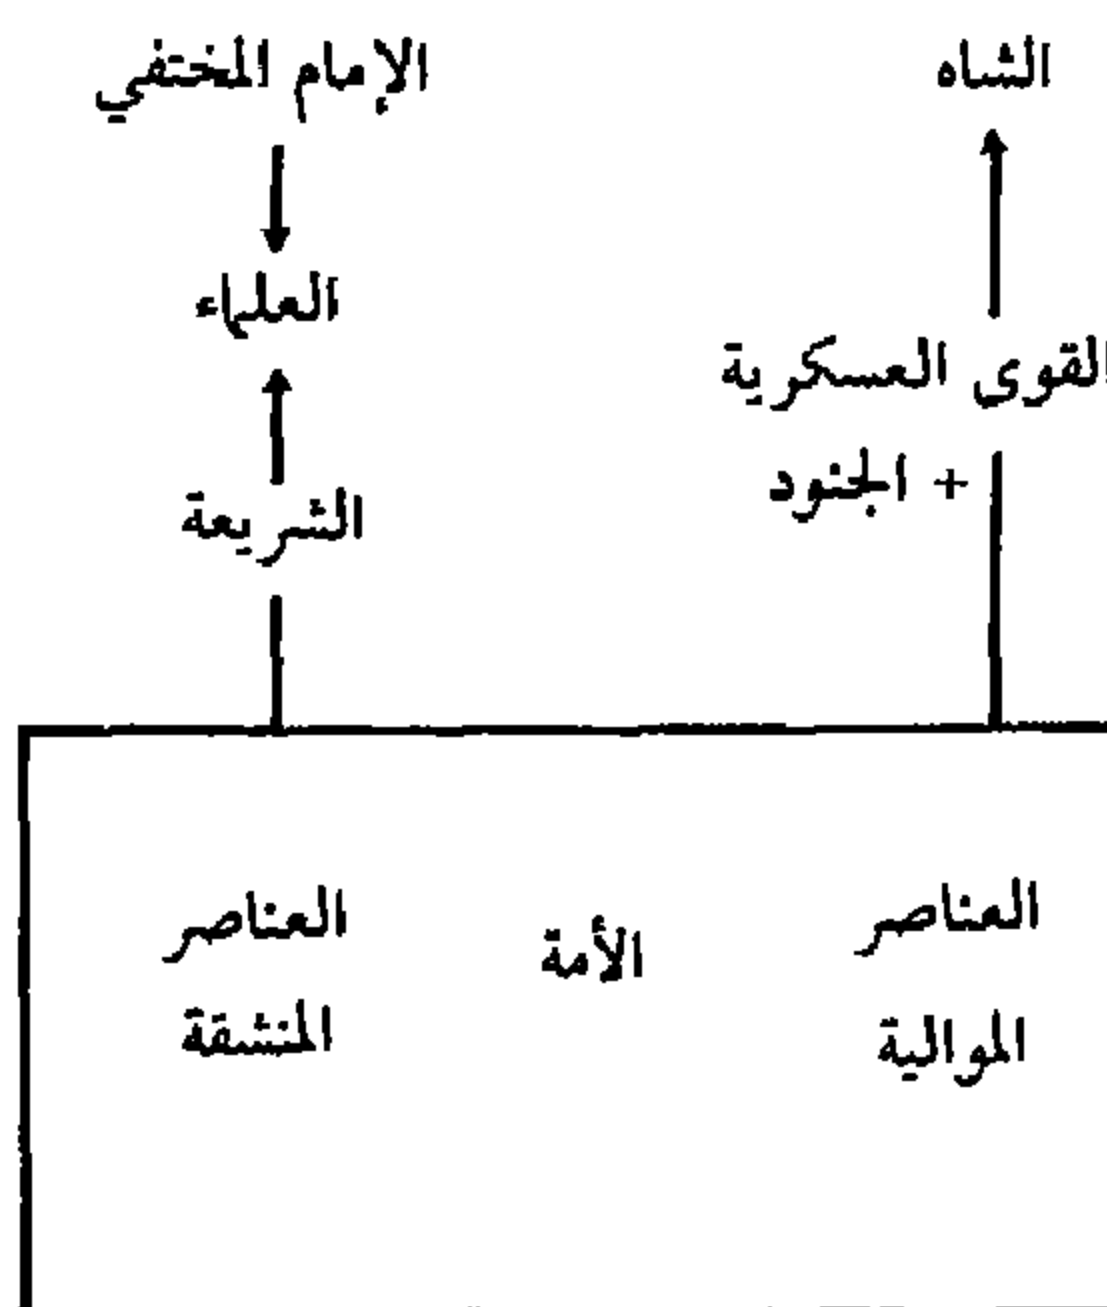 الشاه
الإمام المختفي
العلماء
القوى العسكرية
+ الجنود
الشريعة
العناصر
الموالية
الأمة
العناصر
المنشقة